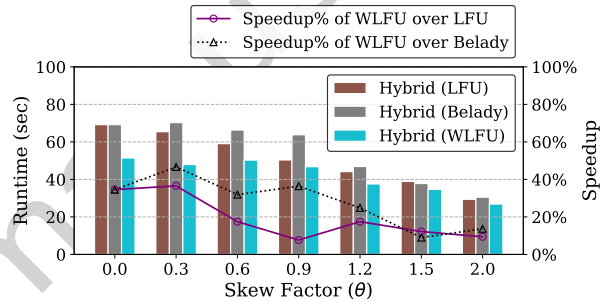 Speedup% of WLFU over LFU
Speedup% of WLFU over Belady
100
80
60
40
20
0
Runtime (sec)
Hybrid (LFU)
Hybrid (Belady)
Hybrid (WLFU)
100%
80%
60%
40%
20%
0%
Speedup
0.0 0.3 0.6 0.9 1.2 1.5 2.0
Skew Factor (θ)